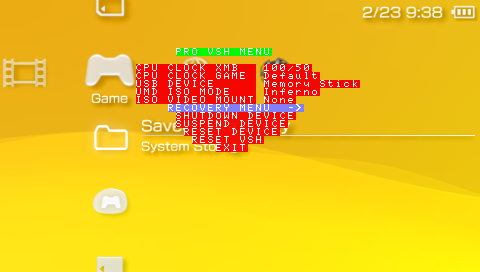 2/23 9:38
PRO VSH MENU
CPU CLOCK XMB 100/50
CPU CLOCK GAME Default
USB DEVICE Memory Stick
UMD ISO MODE Inferno
ISO VIDEO MOUNT None
RECOVERY MENU ->
SHUTDOWN DEVICE
SUSPEND DEVICE
RESET DEVICE
RESET VSH
EXIT
Game
Save
System Sto